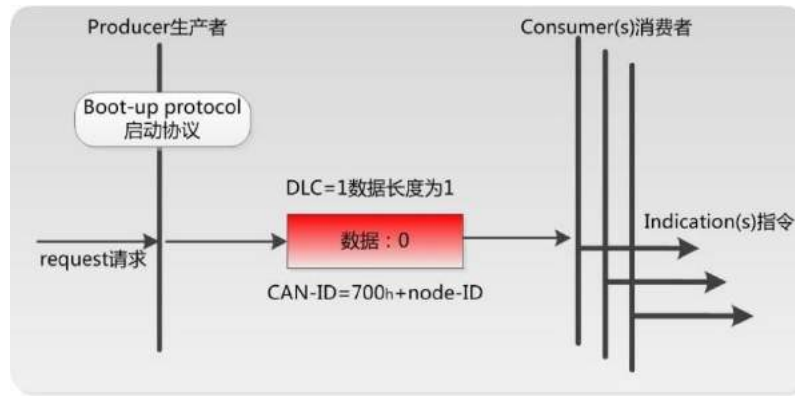 Producer生产者
Consumer(s)消费者
Boot-up protocol
启动协议
DLC=1数据长度为1
Indication(s)指令
数据：0
request请求
CAN-ID=700h+node-ID